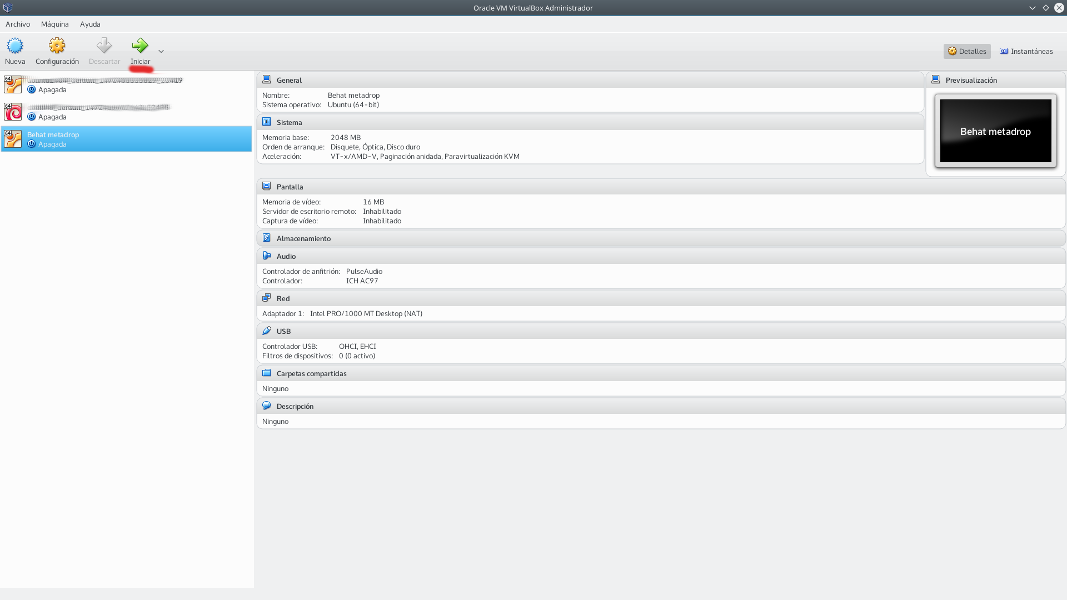 Oracle VM VirtualBox Administrador
Archivo Máquina Ayuda
Nueva Configuración Descartar Iniciar
Detalles Instantáneas
Apagada
Apagada
Behat metadrop
Apagada
General
Nombre: Behat metadrop
Sistema operativo: Ubuntu (64-bit)
Sistema
Memoria base: 2048 MB
Orden de arranque: Disquete, Óptica, Disco duro
Aceleración: VT-x/AMD-V, Paginación anidada, Paravirtualización KVM
Previsualización
Behat metadrop
Pantalla
Memoria de vídeo: 16 MB
Servidor de escritorio remoto: Inhabilitado
Captura de vídeo: Inhabilitado
Almacenamiento
Audio
Controlador de anfitrión: PulseAudio
Controlador: ICH AC97
Red
Adaptador 1: Intel PRO/1000 MT Desktop (NAT)
USB
Controlador USB: OHCI, EHCI
Filtros de dispositivos: 0 (0 activo)
Carpetas compartidas
Ninguno
Descripción
Ninguno